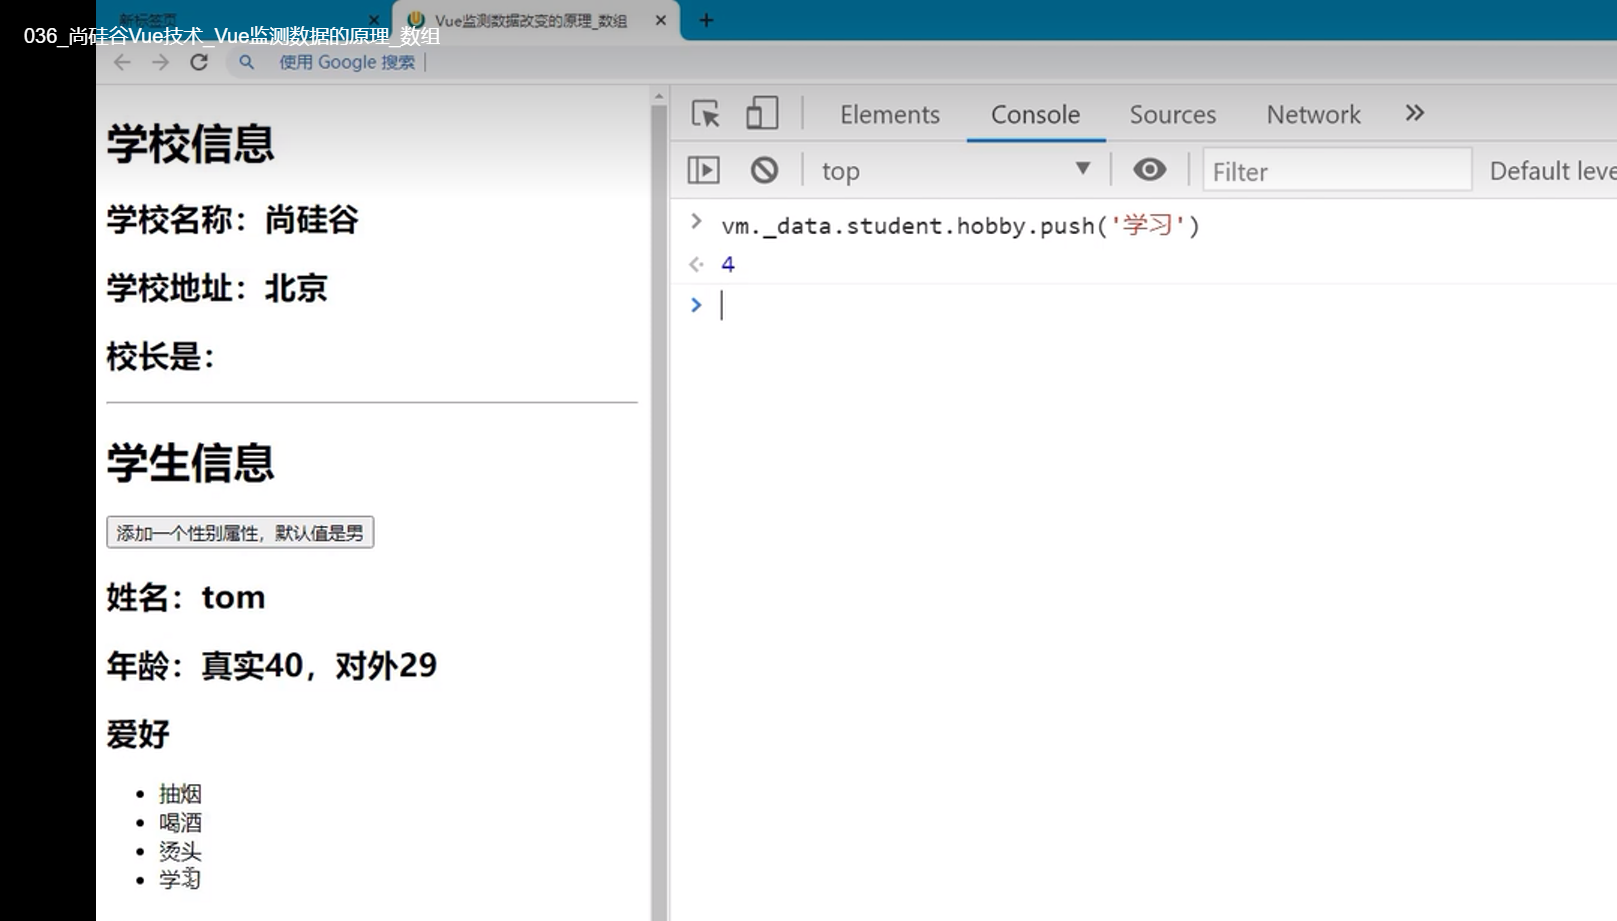 新标签页
Vue监测数据改变的原理_数组
036_尚硅谷Vue技术_Vue监测数据的原理_数组
使用 Google 搜索
学校信息
学校名称：尚硅谷
学校地址：北京
校长是：
学生信息
添加一个性别属性，默认值是男
姓名：tom
年龄：真实40，对外29
爱好
抽烟
喝酒
烫头
学习
Elements Console Sources Network
top Filter Default leve
vm._data.student.hobby.push('学习')
4